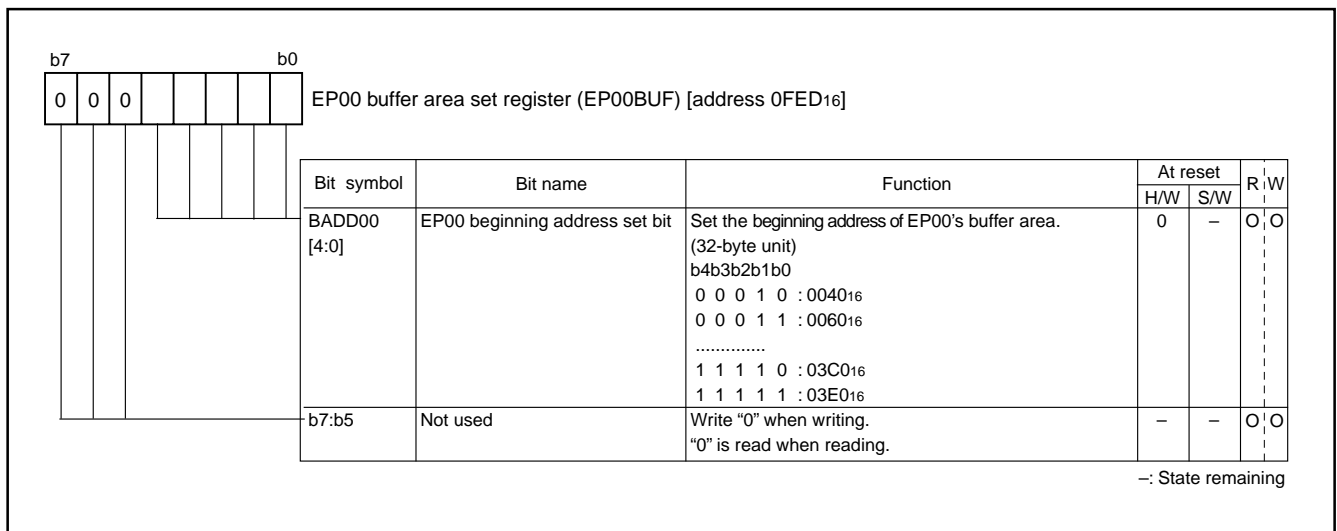 b7 b0
0 0 0
EP00 buffer area set register (EP00BUF) [address 0FED16]
Bit symbol Bit name Function At reset R W
H/W S/W
BADD00 EP00 beginning address set bit Set the beginning address of EP00's buffer area. 0 – O O
[4:0] (32-byte unit)
b4b3b2b1b0
0 0 0 1 0 : 004016
0 0 0 1 1 : 006016
..............
1 1 1 1 0 : 03C016
1 1 1 1 1 : 03E016
b7:b5 Not used Write “0” when writing. – – O O
“0” is read when reading.
–: State remaining